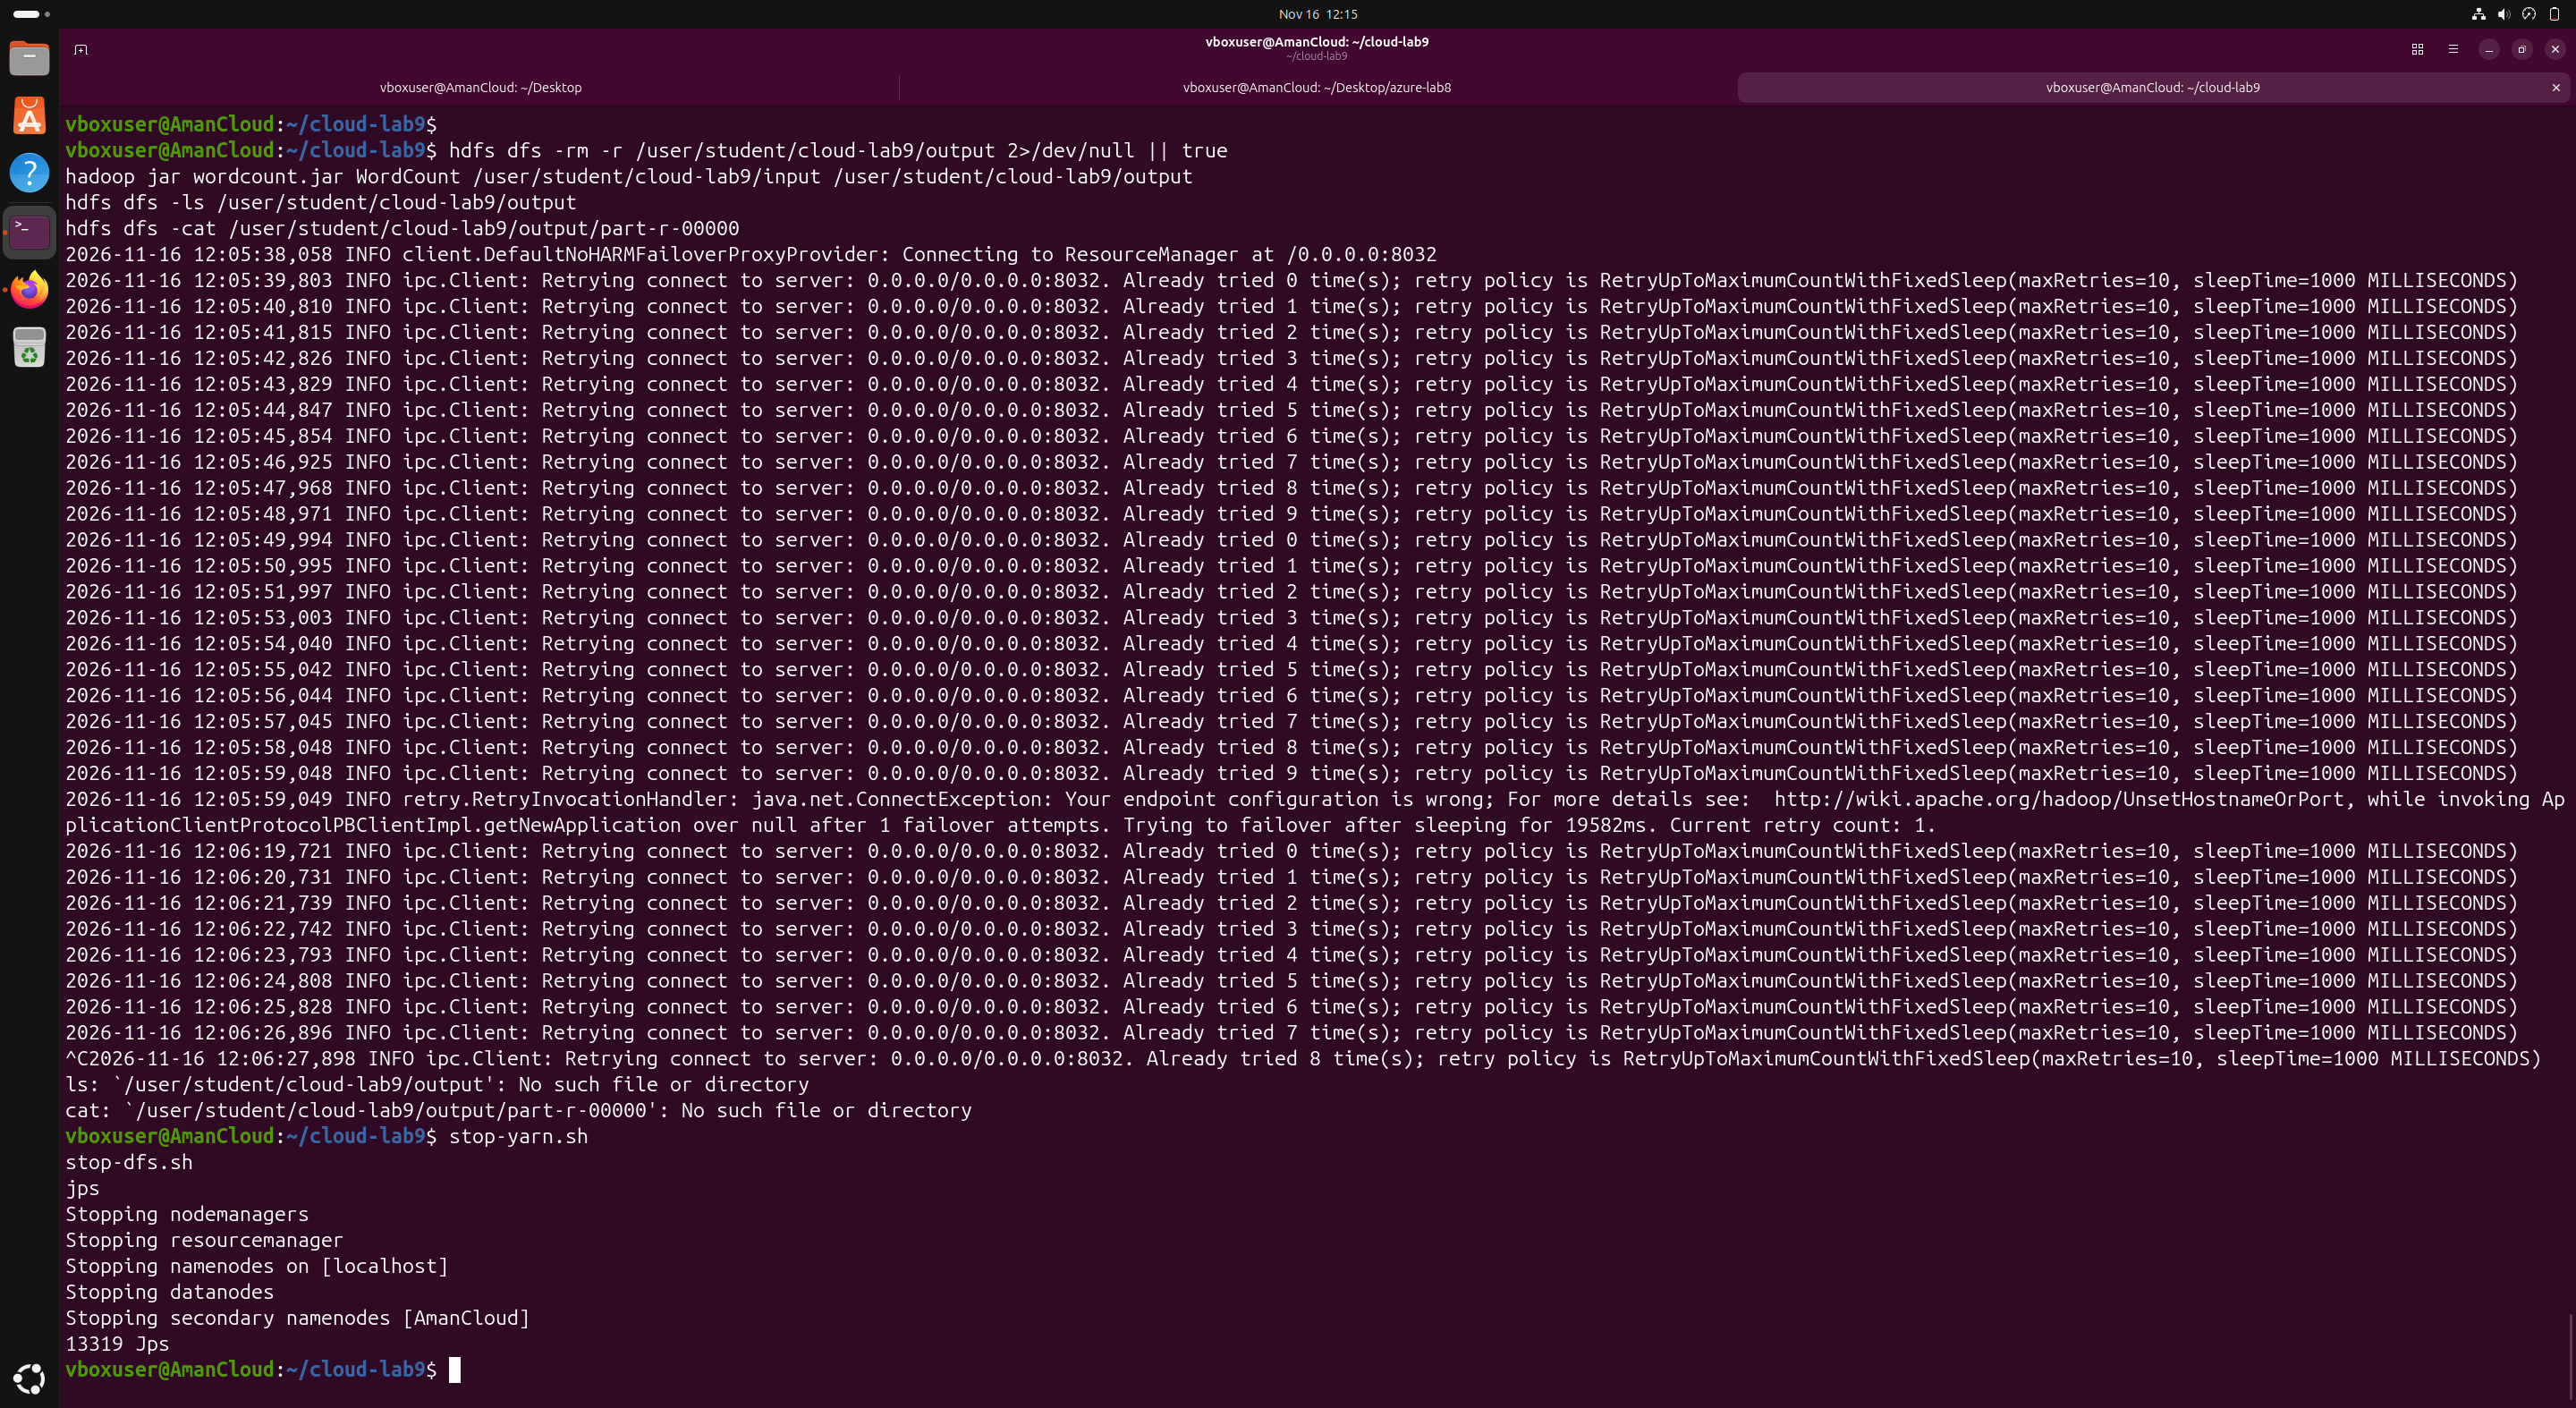 Nov 16 12:15
vboxuser@AmanCloud: ~/cloud-lab9
~/cloud-lab9
vboxuser@AmanCloud: ~/Desktop
vboxuser@AmanCloud: ~/Desktop/azure-lab8
vboxuser@AmanCloud: ~/cloud-lab9
vboxuser@AmanCloud:~/cloud-lab9$
vboxuser@AmanCloud:~/cloud-lab9$ hdfs dfs -rm -r /user/student/cloud-lab9/output 2>/dev/null || true
hadoop jar wordcount.jar WordCount /user/student/cloud-lab9/input /user/student/cloud-lab9/output
hdfs dfs -ls /user/student/cloud-lab9/output
hdfs dfs -cat /user/student/cloud-lab9/output/part-r-00000
2026-11-16 12:05:38,058 INFO client.DefaultNoHARMFailoverProxyProvider: Connecting to ResourceManager at /0.0.0.0:8032
2026-11-16 12:05:39,803 INFO ipc.Client: Retrying connect to server: 0.0.0.0/0.0.0.0:8032. Already tried 0 time(s); retry policy is RetryUpToMaximumCountWithFixedSleep(maxRetries=10, sleepTime=1000 MILLISECONDS)
2026-11-16 12:05:40,810 INFO ipc.Client: Retrying connect to server: 0.0.0.0/0.0.0.0:8032. Already tried 1 time(s); retry policy is RetryUpToMaximumCountWithFixedSleep(maxRetries=10, sleepTime=1000 MILLISECONDS)
2026-11-16 12:05:41,815 INFO ipc.Client: Retrying connect to server: 0.0.0.0/0.0.0.0:8032. Already tried 2 time(s); retry policy is RetryUpToMaximumCountWithFixedSleep(maxRetries=10, sleepTime=1000 MILLISECONDS)
2026-11-16 12:05:42,826 INFO ipc.Client: Retrying connect to server: 0.0.0.0/0.0.0.0:8032. Already tried 3 time(s); retry policy is RetryUpToMaximumCountWithFixedSleep(maxRetries=10, sleepTime=1000 MILLISECONDS)
2026-11-16 12:05:43,829 INFO ipc.Client: Retrying connect to server: 0.0.0.0/0.0.0.0:8032. Already tried 4 time(s); retry policy is RetryUpToMaximumCountWithFixedSleep(maxRetries=10, sleepTime=1000 MILLISECONDS)
2026-11-16 12:05:44,847 INFO ipc.Client: Retrying connect to server: 0.0.0.0/0.0.0.0:8032. Already tried 5 time(s); retry policy is RetryUpToMaximumCountWithFixedSleep(maxRetries=10, sleepTime=1000 MILLISECONDS)
2026-11-16 12:05:45,854 INFO ipc.Client: Retrying connect to server: 0.0.0.0/0.0.0.0:8032. Already tried 6 time(s); retry policy is RetryUpToMaximumCountWithFixedSleep(maxRetries=10, sleepTime=1000 MILLISECONDS)
2026-11-16 12:05:46,925 INFO ipc.Client: Retrying connect to server: 0.0.0.0/0.0.0.0:8032. Already tried 7 time(s); retry policy is RetryUpToMaximumCountWithFixedSleep(maxRetries=10, sleepTime=1000 MILLISECONDS)
2026-11-16 12:05:47,968 INFO ipc.Client: Retrying connect to server: 0.0.0.0/0.0.0.0:8032. Already tried 8 time(s); retry policy is RetryUpToMaximumCountWithFixedSleep(maxRetries=10, sleepTime=1000 MILLISECONDS)
2026-11-16 12:05:48,971 INFO ipc.Client: Retrying connect to server: 0.0.0.0/0.0.0.0:8032. Already tried 9 time(s); retry policy is RetryUpToMaximumCountWithFixedSleep(maxRetries=10, sleepTime=1000 MILLISECONDS)
2026-11-16 12:05:49,994 INFO ipc.Client: Retrying connect to server: 0.0.0.0/0.0.0.0:8032. Already tried 0 time(s); retry policy is RetryUpToMaximumCountWithFixedSleep(maxRetries=10, sleepTime=1000 MILLISECONDS)
2026-11-16 12:05:50,995 INFO ipc.Client: Retrying connect to server: 0.0.0.0/0.0.0.0:8032. Already tried 1 time(s); retry policy is RetryUpToMaximumCountWithFixedSleep(maxRetries=10, sleepTime=1000 MILLISECONDS)
2026-11-16 12:05:51,997 INFO ipc.Client: Retrying connect to server: 0.0.0.0/0.0.0.0:8032. Already tried 2 time(s); retry policy is RetryUpToMaximumCountWithFixedSleep(maxRetries=10, sleepTime=1000 MILLISECONDS)
2026-11-16 12:05:53,003 INFO ipc.Client: Retrying connect to server: 0.0.0.0/0.0.0.0:8032. Already tried 3 time(s); retry policy is RetryUpToMaximumCountWithFixedSleep(maxRetries=10, sleepTime=1000 MILLISECONDS)
2026-11-16 12:05:54,040 INFO ipc.Client: Retrying connect to server: 0.0.0.0/0.0.0.0:8032. Already tried 4 time(s); retry policy is RetryUpToMaximumCountWithFixedSleep(maxRetries=10, sleepTime=1000 MILLISECONDS)
2026-11-16 12:05:55,042 INFO ipc.Client: Retrying connect to server: 0.0.0.0/0.0.0.0:8032. Already tried 5 time(s); retry policy is RetryUpToMaximumCountWithFixedSleep(maxRetries=10, sleepTime=1000 MILLISECONDS)
2026-11-16 12:05:56,044 INFO ipc.Client: Retrying connect to server: 0.0.0.0/0.0.0.0:8032. Already tried 6 time(s); retry policy is RetryUpToMaximumCountWithFixedSleep(maxRetries=10, sleepTime=1000 MILLISECONDS)
2026-11-16 12:05:57,045 INFO ipc.Client: Retrying connect to server: 0.0.0.0/0.0.0.0:8032. Already tried 7 time(s); retry policy is RetryUpToMaximumCountWithFixedSleep(maxRetries=10, sleepTime=1000 MILLISECONDS)
2026-11-16 12:05:58,048 INFO ipc.Client: Retrying connect to server: 0.0.0.0/0.0.0.0:8032. Already tried 8 time(s); retry policy is RetryUpToMaximumCountWithFixedSleep(maxRetries=10, sleepTime=1000 MILLISECONDS)
2026-11-16 12:05:59,048 INFO ipc.Client: Retrying connect to server: 0.0.0.0/0.0.0.0:8032. Already tried 9 time(s); retry policy is RetryUpToMaximumCountWithFixedSleep(maxRetries=10, sleepTime=1000 MILLISECONDS)
2026-11-16 12:05:59,049 INFO retry.RetryInvocationHandler: java.net.ConnectException: Your endpoint configuration is wrong; For more details see:  http://wiki.apache.org/hadoop/UnsetHostnameOrPort, while invoking Ap
plicationClientProtocolPBClientImpl.getNewApplication over null after 1 failover attempts. Trying to failover after sleeping for 19582ms. Current retry count: 1.
2026-11-16 12:06:19,721 INFO ipc.Client: Retrying connect to server: 0.0.0.0/0.0.0.0:8032. Already tried 0 time(s); retry policy is RetryUpToMaximumCountWithFixedSleep(maxRetries=10, sleepTime=1000 MILLISECONDS)
2026-11-16 12:06:20,731 INFO ipc.Client: Retrying connect to server: 0.0.0.0/0.0.0.0:8032. Already tried 1 time(s); retry policy is RetryUpToMaximumCountWithFixedSleep(maxRetries=10, sleepTime=1000 MILLISECONDS)
2026-11-16 12:06:21,739 INFO ipc.Client: Retrying connect to server: 0.0.0.0/0.0.0.0:8032. Already tried 2 time(s); retry policy is RetryUpToMaximumCountWithFixedSleep(maxRetries=10, sleepTime=1000 MILLISECONDS)
2026-11-16 12:06:22,742 INFO ipc.Client: Retrying connect to server: 0.0.0.0/0.0.0.0:8032. Already tried 3 time(s); retry policy is RetryUpToMaximumCountWithFixedSleep(maxRetries=10, sleepTime=1000 MILLISECONDS)
2026-11-16 12:06:23,793 INFO ipc.Client: Retrying connect to server: 0.0.0.0/0.0.0.0:8032. Already tried 4 time(s); retry policy is RetryUpToMaximumCountWithFixedSleep(maxRetries=10, sleepTime=1000 MILLISECONDS)
2026-11-16 12:06:24,808 INFO ipc.Client: Retrying connect to server: 0.0.0.0/0.0.0.0:8032. Already tried 5 time(s); retry policy is RetryUpToMaximumCountWithFixedSleep(maxRetries=10, sleepTime=1000 MILLISECONDS)
2026-11-16 12:06:25,828 INFO ipc.Client: Retrying connect to server: 0.0.0.0/0.0.0.0:8032. Already tried 6 time(s); retry policy is RetryUpToMaximumCountWithFixedSleep(maxRetries=10, sleepTime=1000 MILLISECONDS)
2026-11-16 12:06:26,896 INFO ipc.Client: Retrying connect to server: 0.0.0.0/0.0.0.0:8032. Already tried 7 time(s); retry policy is RetryUpToMaximumCountWithFixedSleep(maxRetries=10, sleepTime=1000 MILLISECONDS)
^C2026-11-16 12:06:27,898 INFO ipc.Client: Retrying connect to server: 0.0.0.0/0.0.0.0:8032. Already tried 8 time(s); retry policy is RetryUpToMaximumCountWithFixedSleep(maxRetries=10, sleepTime=1000 MILLISECONDS)
ls: `/user/student/cloud-lab9/output': No such file or directory
cat: `/user/student/cloud-lab9/output/part-r-00000': No such file or directory
vboxuser@AmanCloud:~/cloud-lab9$ stop-yarn.sh
stop-dfs.sh
jps
Stopping nodemanagers
Stopping resourcemanager
Stopping namenodes on [localhost]
Stopping datanodes
Stopping secondary namenodes [AmanCloud]
13319 Jps
vboxuser@AmanCloud:~/cloud-lab9$